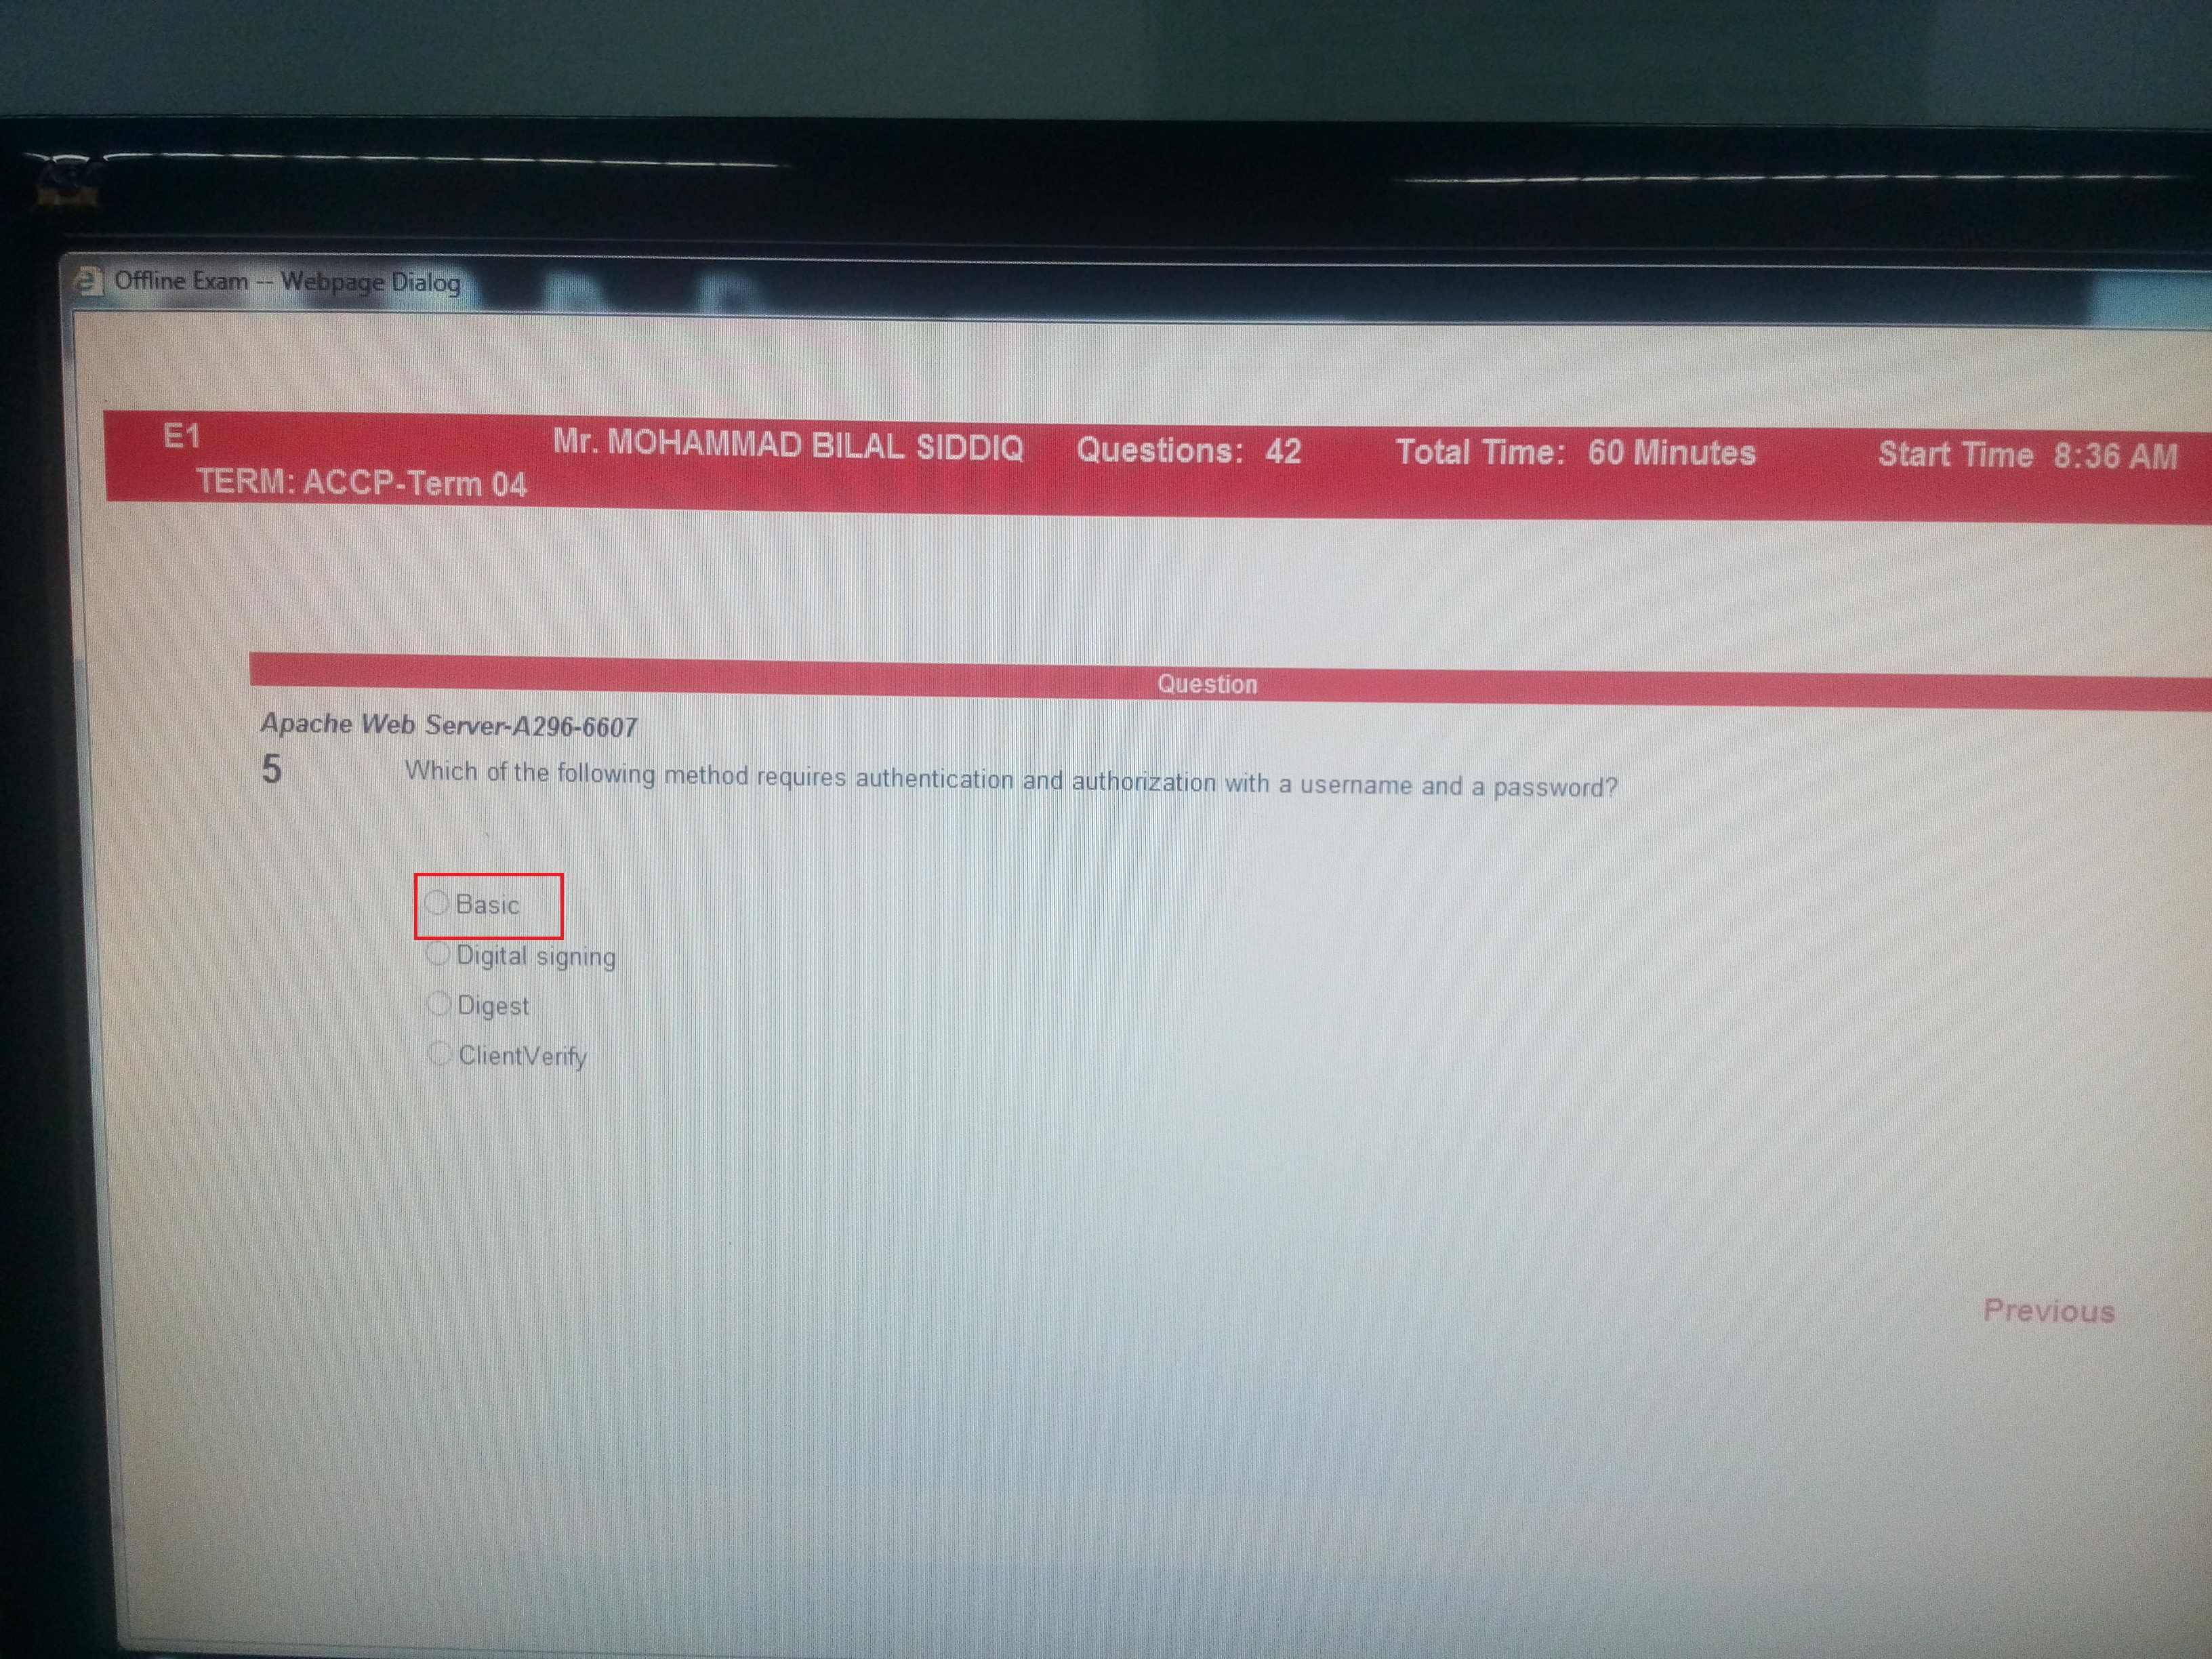 Offline Exam -- Webpage Dialog
E1
Mr. MOHAMMAD BILAL SIDDIQ Questions: 42 Total Time: 60 Minutes Start Time 8:36 AM
TERM: ACCP-Term 04
Question
Apache Web Server-A296-6607
5 Which of the following method requires authentication and authorization with a username and a password?
Basic
Digital signing
Digest
ClientVerify
Previous